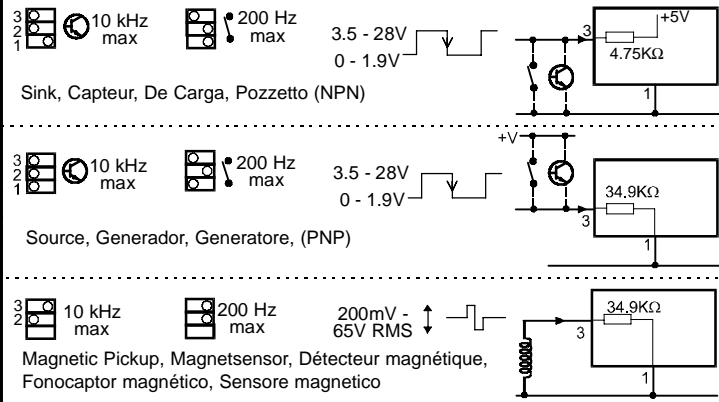 3 2 1 10 kHz max 200 Hz max 3.5 - 28V 0 - 1.9V 3 +5V 4.75KΩ 1
Sink, Capteur, De Carga, Pozzetto (NPN)
3 2 1 10 kHz max 200 Hz max 3.5 - 28V 0 - 1.9V +V 34.9KΩ 3 1
Source, Generador, Generatore, (PNP)
3 2 10 kHz max 200 Hz max 200mV - 65V RMS 34.9KΩ 3 1
Magnetic Pickup, Magnetsensor, Détecteur magnétique,
Fonocaptor magnético, Sensore magnetico